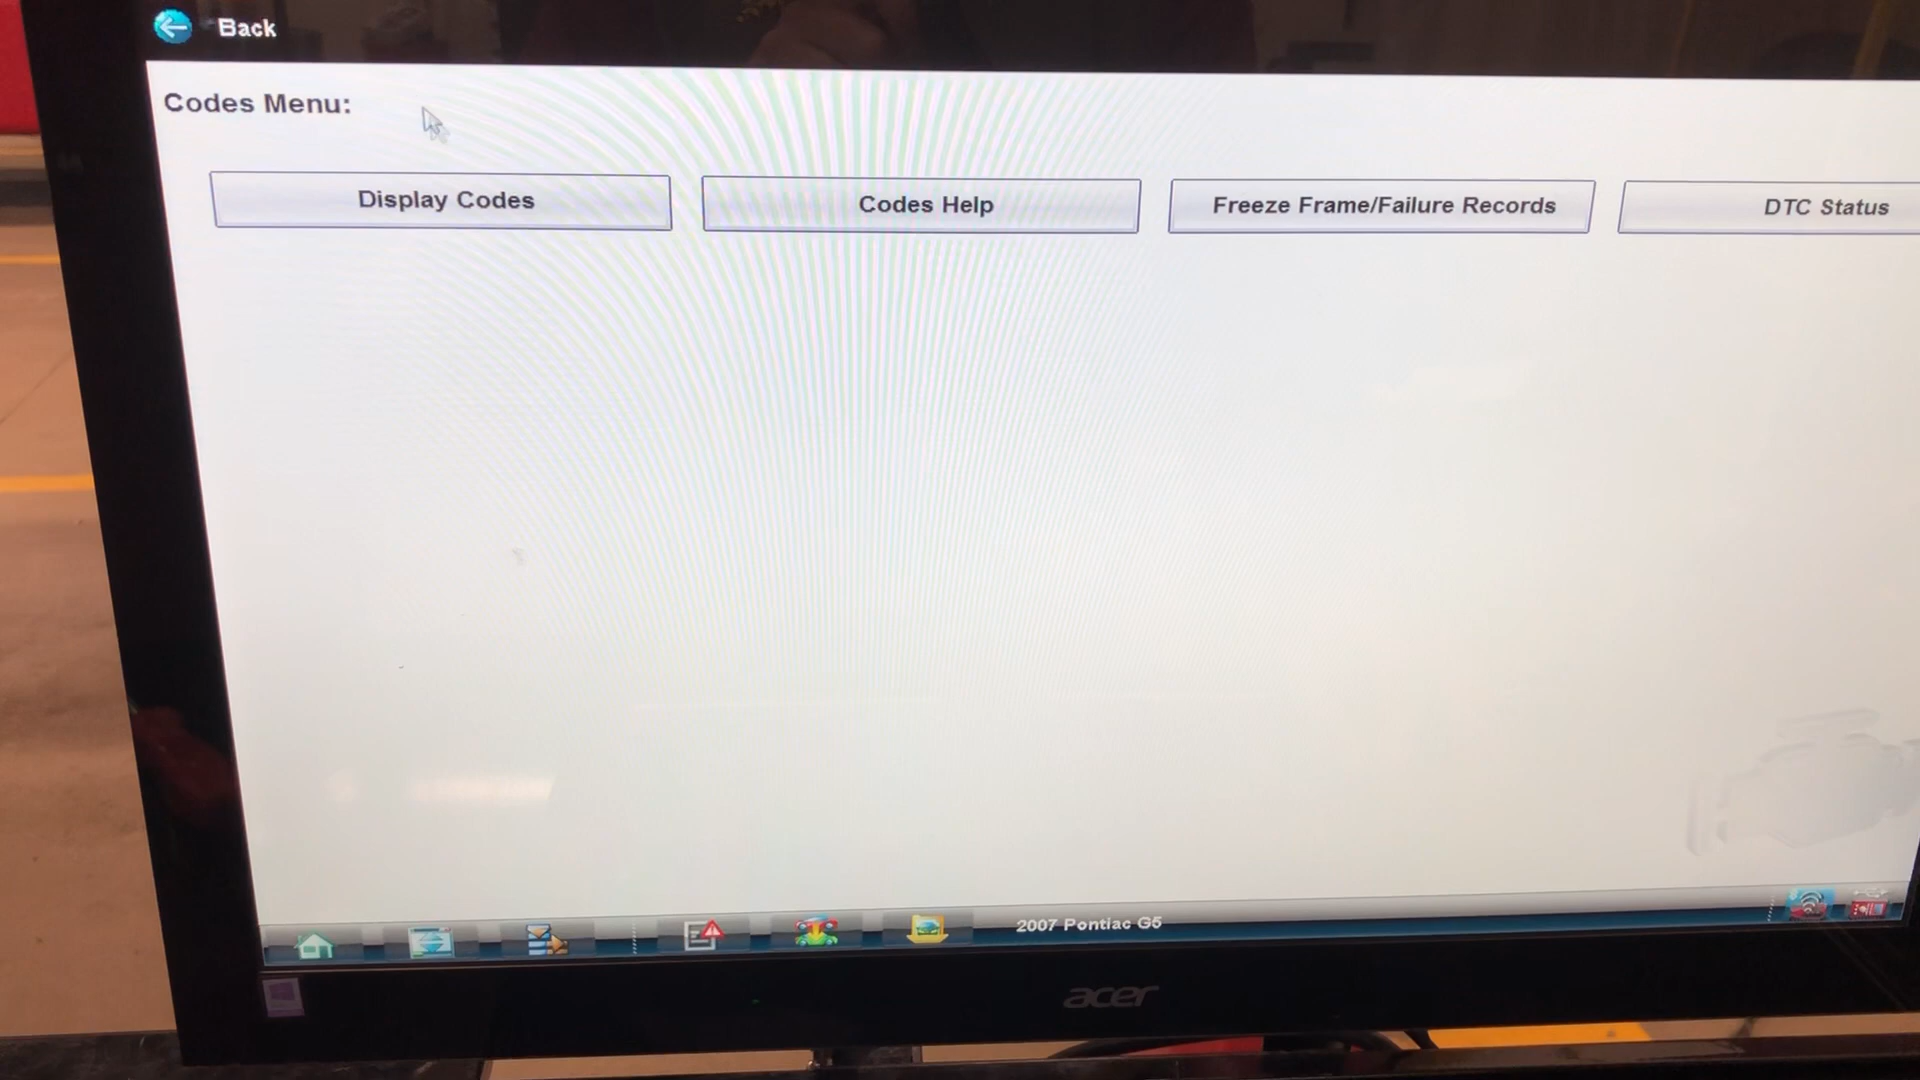 Back
Codes Menu:
Display Codes
Codes Help
Freeze Frame/Failure Records
DTC Status
2007 Pontiac G5
acer